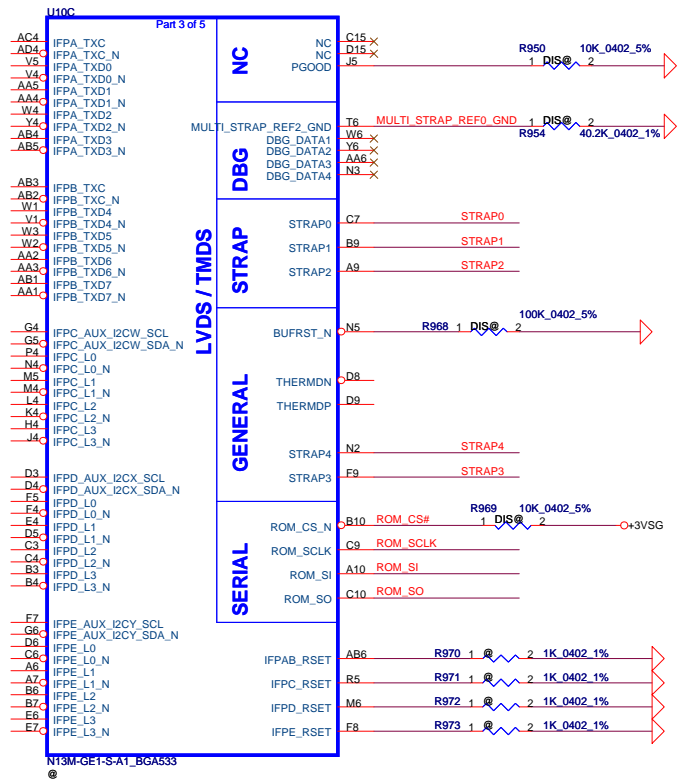 U10C
Part 3 of 5
AC4 IFPA_TXC
AD4 IFPA_TXC_N
V5 IFPA_TXD0
V4 IFPA_TXD0_N
AA5 IFPA_TXD1
AA4 IFPA_TXD1_N
W4 IFPA_TXD2
Y4 IFPA_TXD2_N
AB4 IFPA_TXD3
AB5 IFPA_TXD3_N
AB3 IFPB_TXC
AB2 IFPB_TXC_N
W1 IFPB_TXD4
V1 IFPB_TXD4_N
W3 IFPB_TXD5
W2 IFPB_TXD5_N
AA2 IFPB_TXD6
AA3 IFPB_TXD6_N
AB1 IFPB_TXD7
AA1 IFPB_TXD7_N
G4 IFPC_AUX_I2CW_SCL
G5 IFPC_AUX_I2CW_SDA_N
P4 IFPC_L0
N4 IFPC_L0_N
M5 IFPC_L1
M4 IFPC_L1_N
L4 IFPC_L2
K4 IFPC_L2_N
H4 IFPC_L3
J4 IFPC_L3_N
D3 IFPD_AUX_I2CX_SCL
D4 IFPD_AUX_I2CX_SDA_N
F5 IFPD_L0
F4 IFPD_L0_N
E4 IFPD_L1
D5 IFPD_L1_N
C3 IFPD_L2
C4 IFPD_L2_N
B3 IFPD_L3
B4 IFPD_L3_N
F7 IFPE_AUX_I2CY_SCL
G6 IFPE_AUX_I2CY_SDA_N
D6 IFPE_L0
C6 IFPE_L0_N
A6 IFPE_L1
A7 IFPE_L1_N
B6 IFPE_L2
B7 IFPE_L2_N
E6 IFPE_L3
E7 IFPE_L3_N
LVDS / TMDS
NC
NC C15
NC D15
PGOOD J5 R950 1 DIS@ 2 10K_0402_5%
DBG
MULTI_STRAP_REF2_GND T6 MULTI_STRAP_REF0_GND 1 DIS@ 2 R954 40.2K_0402_1%
DBG_DATA1 W6
DBG_DATA2 Y6
DBG_DATA3 AA6
DBG_DATA4 N3
STRAP
STRAP0 C7 STRAP0
STRAP1 B9 STRAP1
STRAP2 A9 STRAP2
GENERAL
BUFRST_N N5 R968 1 DIS@ 2 100K_0402_5%
THERMDN D8
THERMDP D9
STRAP4 N2 STRAP4
STRAP3 F9 STRAP3
SERIAL
ROM_CS_N B10 ROM_CS# R969 1 DIS@ 2 10K_0402_5% +3VSG
ROM_SCLK C9 ROM_SCLK
ROM_SI A10 ROM_SI
ROM_SO C10 ROM_SO
IFPAB_RSET AB6 R970 1 @ 2 1K_0402_1%
IFPC_RSET R5 R971 1 @ 2 1K_0402_1%
IFPD_RSET M6 R972 1 @ 2 1K_0402_1%
IFPE_RSET F8 R973 1 @ 2 1K_0402_1%
N13M-GE1-S-A1_BGA533
@